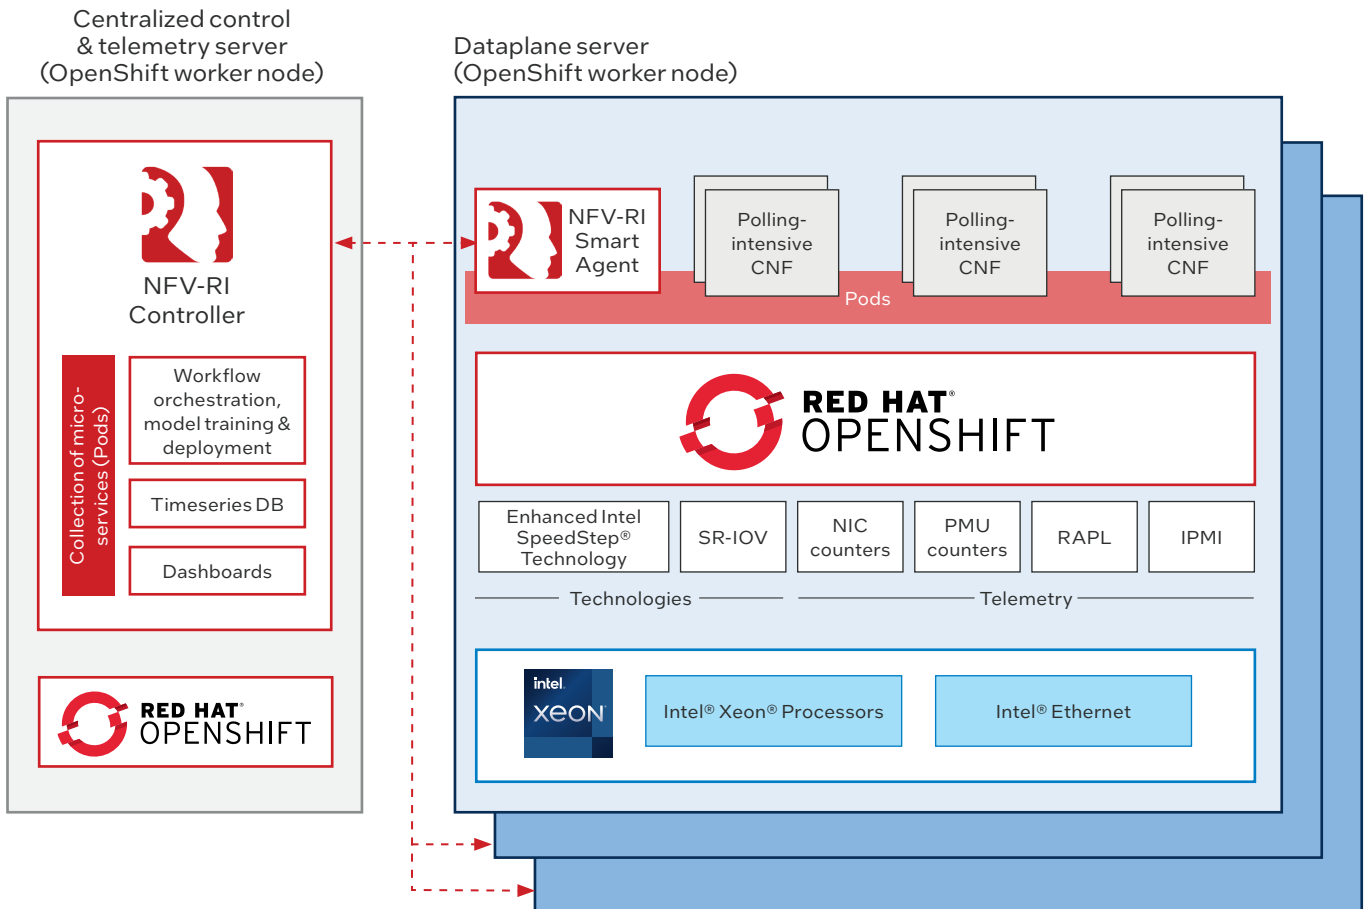 Centralized control
& telemetry server
(OpenShift worker node)
Dataplane server
(OpenShift worker node)
NFV-RI
Controller
Collection of micro-
services (Pods)
Workflow
orchestration,
model training &
deployment
Timeseries DB
Dashboards
RED HAT®
OPENSHIFT
NFV-RI
Smart
Agent
Polling-
intensive
CNF
Polling-
intensive
CNF
Polling-
intensive
CNF
Pods
RED HAT®
OPENSHIFT
Enhanced Intel
SpeedStep®
Technology
SR-IOV
NIC
counters
PMU
counters
RAPL
IPMI
Technologies
Telemetry
intel.
xeon
Intel® Xeon® Processors
Intel® Ethernet